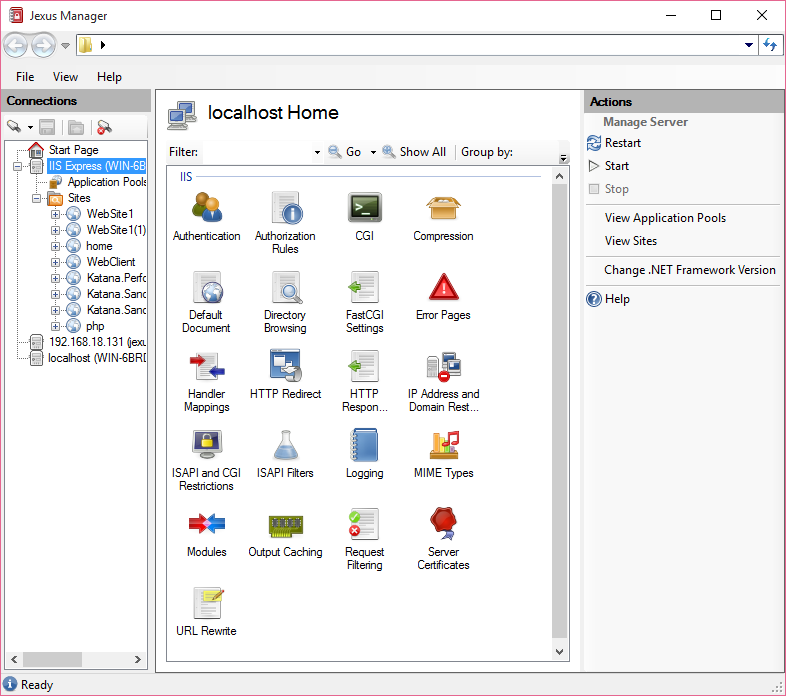 Jexus Manager
File View Help
Connections
Start Page
IIS Express (WIN-6B
Application Pools
Sites
WebSite1
WebSite1(1)
home
WebClient
Katana.Perfo
Katana.Sand
Katana.Sand
php
192.168.18.131 (jexu
localhost (WIN-6BRD
localhost Home
Filter: Go Show All Group by:
IIS
Authentication
Authorization
Rules
CGI
Compression
Default
Document
Directory
Browsing
FastCGI
Settings
Error Pages
Handler
Mappings
HTTP Redirect
HTTP
Respon...
IP Address and
Domain Rest...
ISAPI and CGI
Restrictions
ISAPI Filters
Logging
MIME Types
Modules
Output Caching
Request
Filtering
Server
Certificates
URL Rewrite
Actions
Manage Server
Restart
Start
Stop
View Application Pools
View Sites
Change .NET Framework Version
Help
Ready